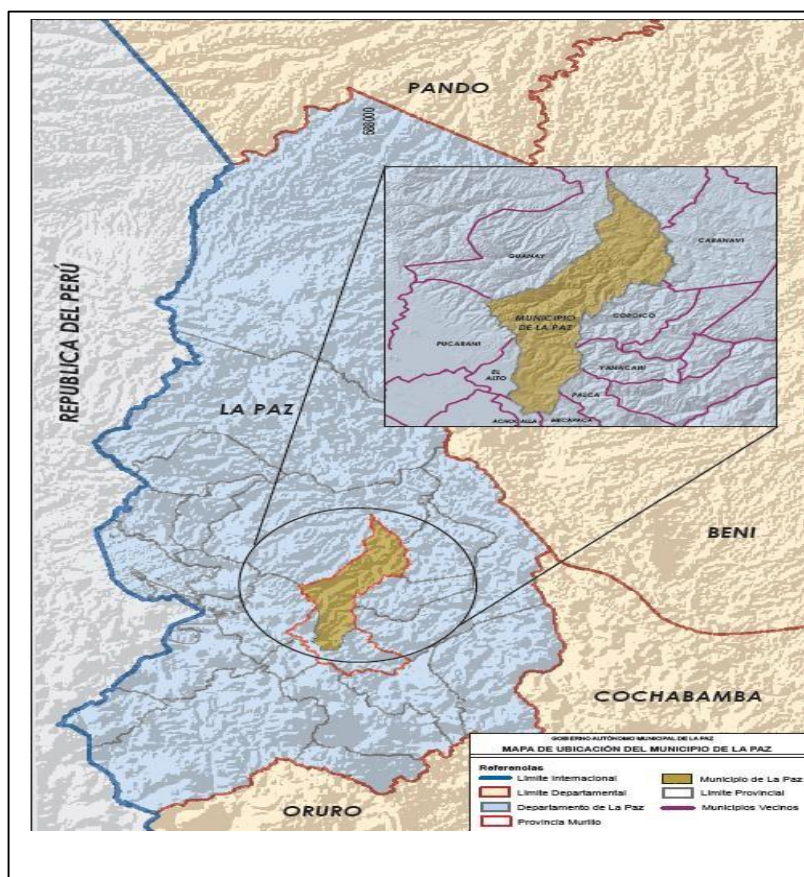 PANDO
688000
REPUBLICA DEL PERÚ
LA PAZ
GUANAY
CARANAVI
MUNICIPIO
DE LA PAZ
COROICO
PUCARANI
EL
ALTO
YANACACHI
PALCA
ACHOCALLA
MECAPACA
BENI
COCHABAMBA
ORURO
GOBIERNO AUTÓNOMO MUNICIPAL DE LA PAZ
MAPA DE UBICACIÓN DEL MUNICIPIO DE LA PAZ
Referencias
Límite Internacional
Límite Departamental
Departamento de La Paz
Provincia Murillo
Municipio de La Paz
Límite Provincial
Municipios Vecinos